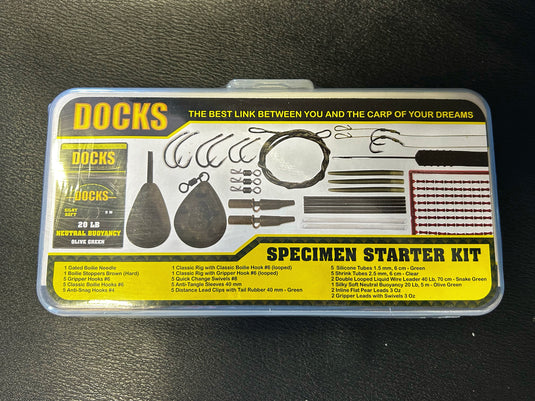 DOCKS
THE BEST LINK BETWEEN YOU AND THE CARP OF YOUR DREAMS
DOCKS
DOCKS
SILKY
SOFT
5 M
20 LB
NEUTRAL BUOYANCY
OLIVE GREEN
SPECIMEN STARTER KIT
1 Gated Boilie Needle
1 Boilie Stoppers Brown (Hard)
5 Gripper Hooks #6
5 Classic Boilie Hooks #6
5 Anti-Snag Hooks #4
1 Classic Rig with Classic Boilie Hook #6 (looped)
1 Classic Rig with Gripper Hook #6 (looped)
5 Quick Change Swivels #8
5 Anti-Tangle Sleeves 40 mm
5 Distance Lead Clips with Tail Rubber 40 mm - Green
5 Silicone Tubes 1.5 mm, 6 cm - Green
5 Shrink Tubes 2.5 mm, 6 cm - Clear
2 Double Looped Liquid Wire Leader 40 Lb, 70 cm - Snake Green
1 Silky Soft Neutral Buoyancy 20 Lb, 5 m - Olive Green
2 Inline Flat Pear Leads 3 Oz
2 Gripper Leads with Swivels 3 Oz